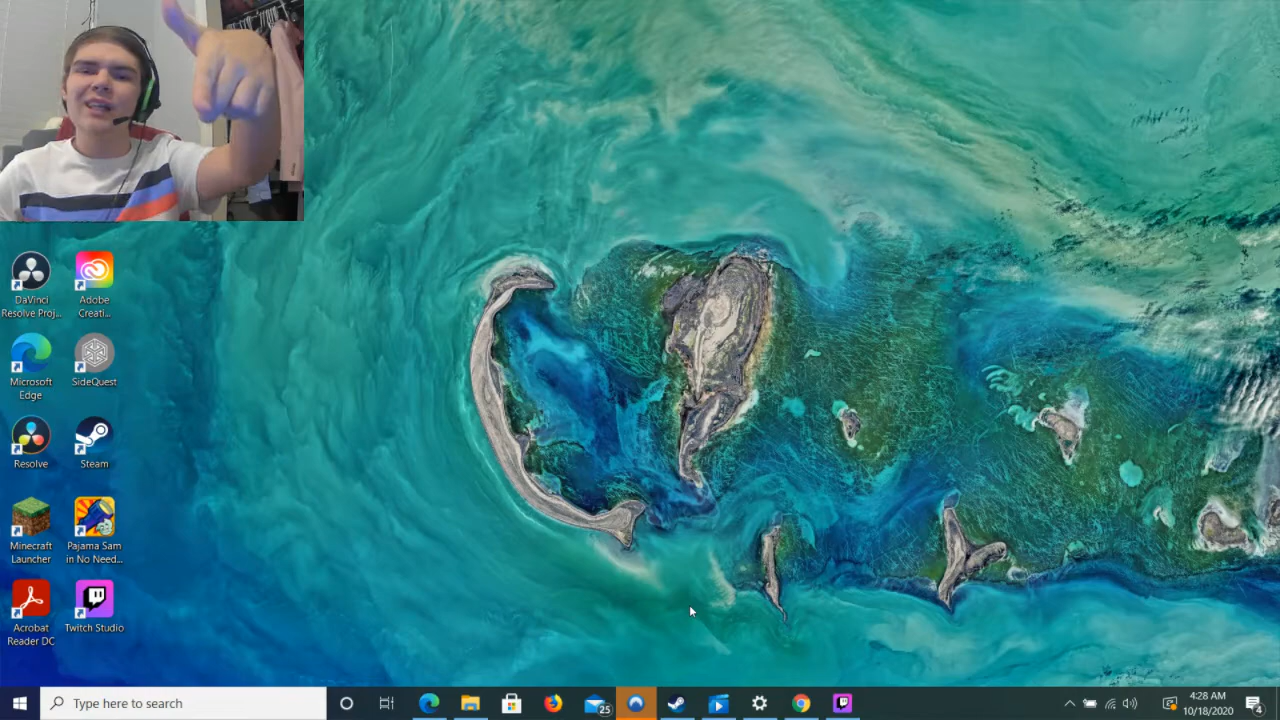 DaVinci
Resolve Proj...
Adobe
Creati...
Microsoft
Edge
SideQuest
Resolve
Steam
Minecraft
Launcher
Pajama Sam
in No Need...
Acrobat
Reader DC
Twitch Studio
Type here to search
25
4:28 AM
10/18/2020
4